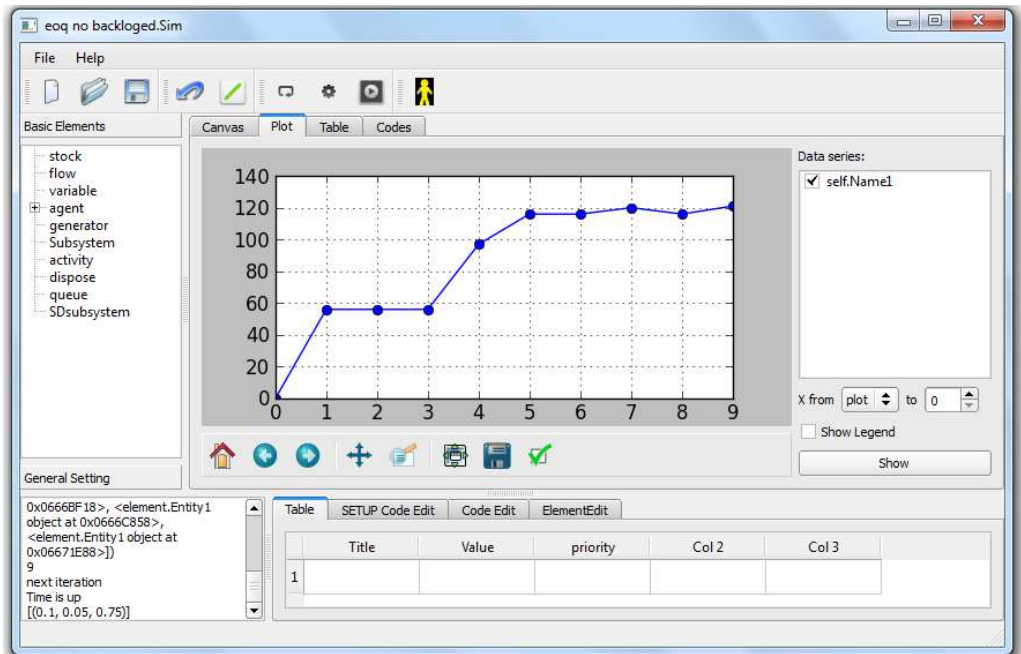 eoq no backloged.Sim
File Help
Basic Elements
Canvas Plot Table Codes
stock
flow
variable
agent
generator
Subsystem
activity
dispose
queue
SDsubsystem
140
120
100
80
60
40
20
0
0 1 2 3 4 5 6 7 8 9
Data series:
self.Name1
X from plot to 0
Show Legend
Show
General Setting
0x0666BF18>, <element.Entity1
object at 0x0666C858>,
<element.Entity1 object at
0x06671E88>])
9
next iteration
Time is up
[(0.1, 0.05, 0.75)]
Table SETUP Code Edit Code Edit ElementEdit
Title Value priority Col 2 Col 3
1